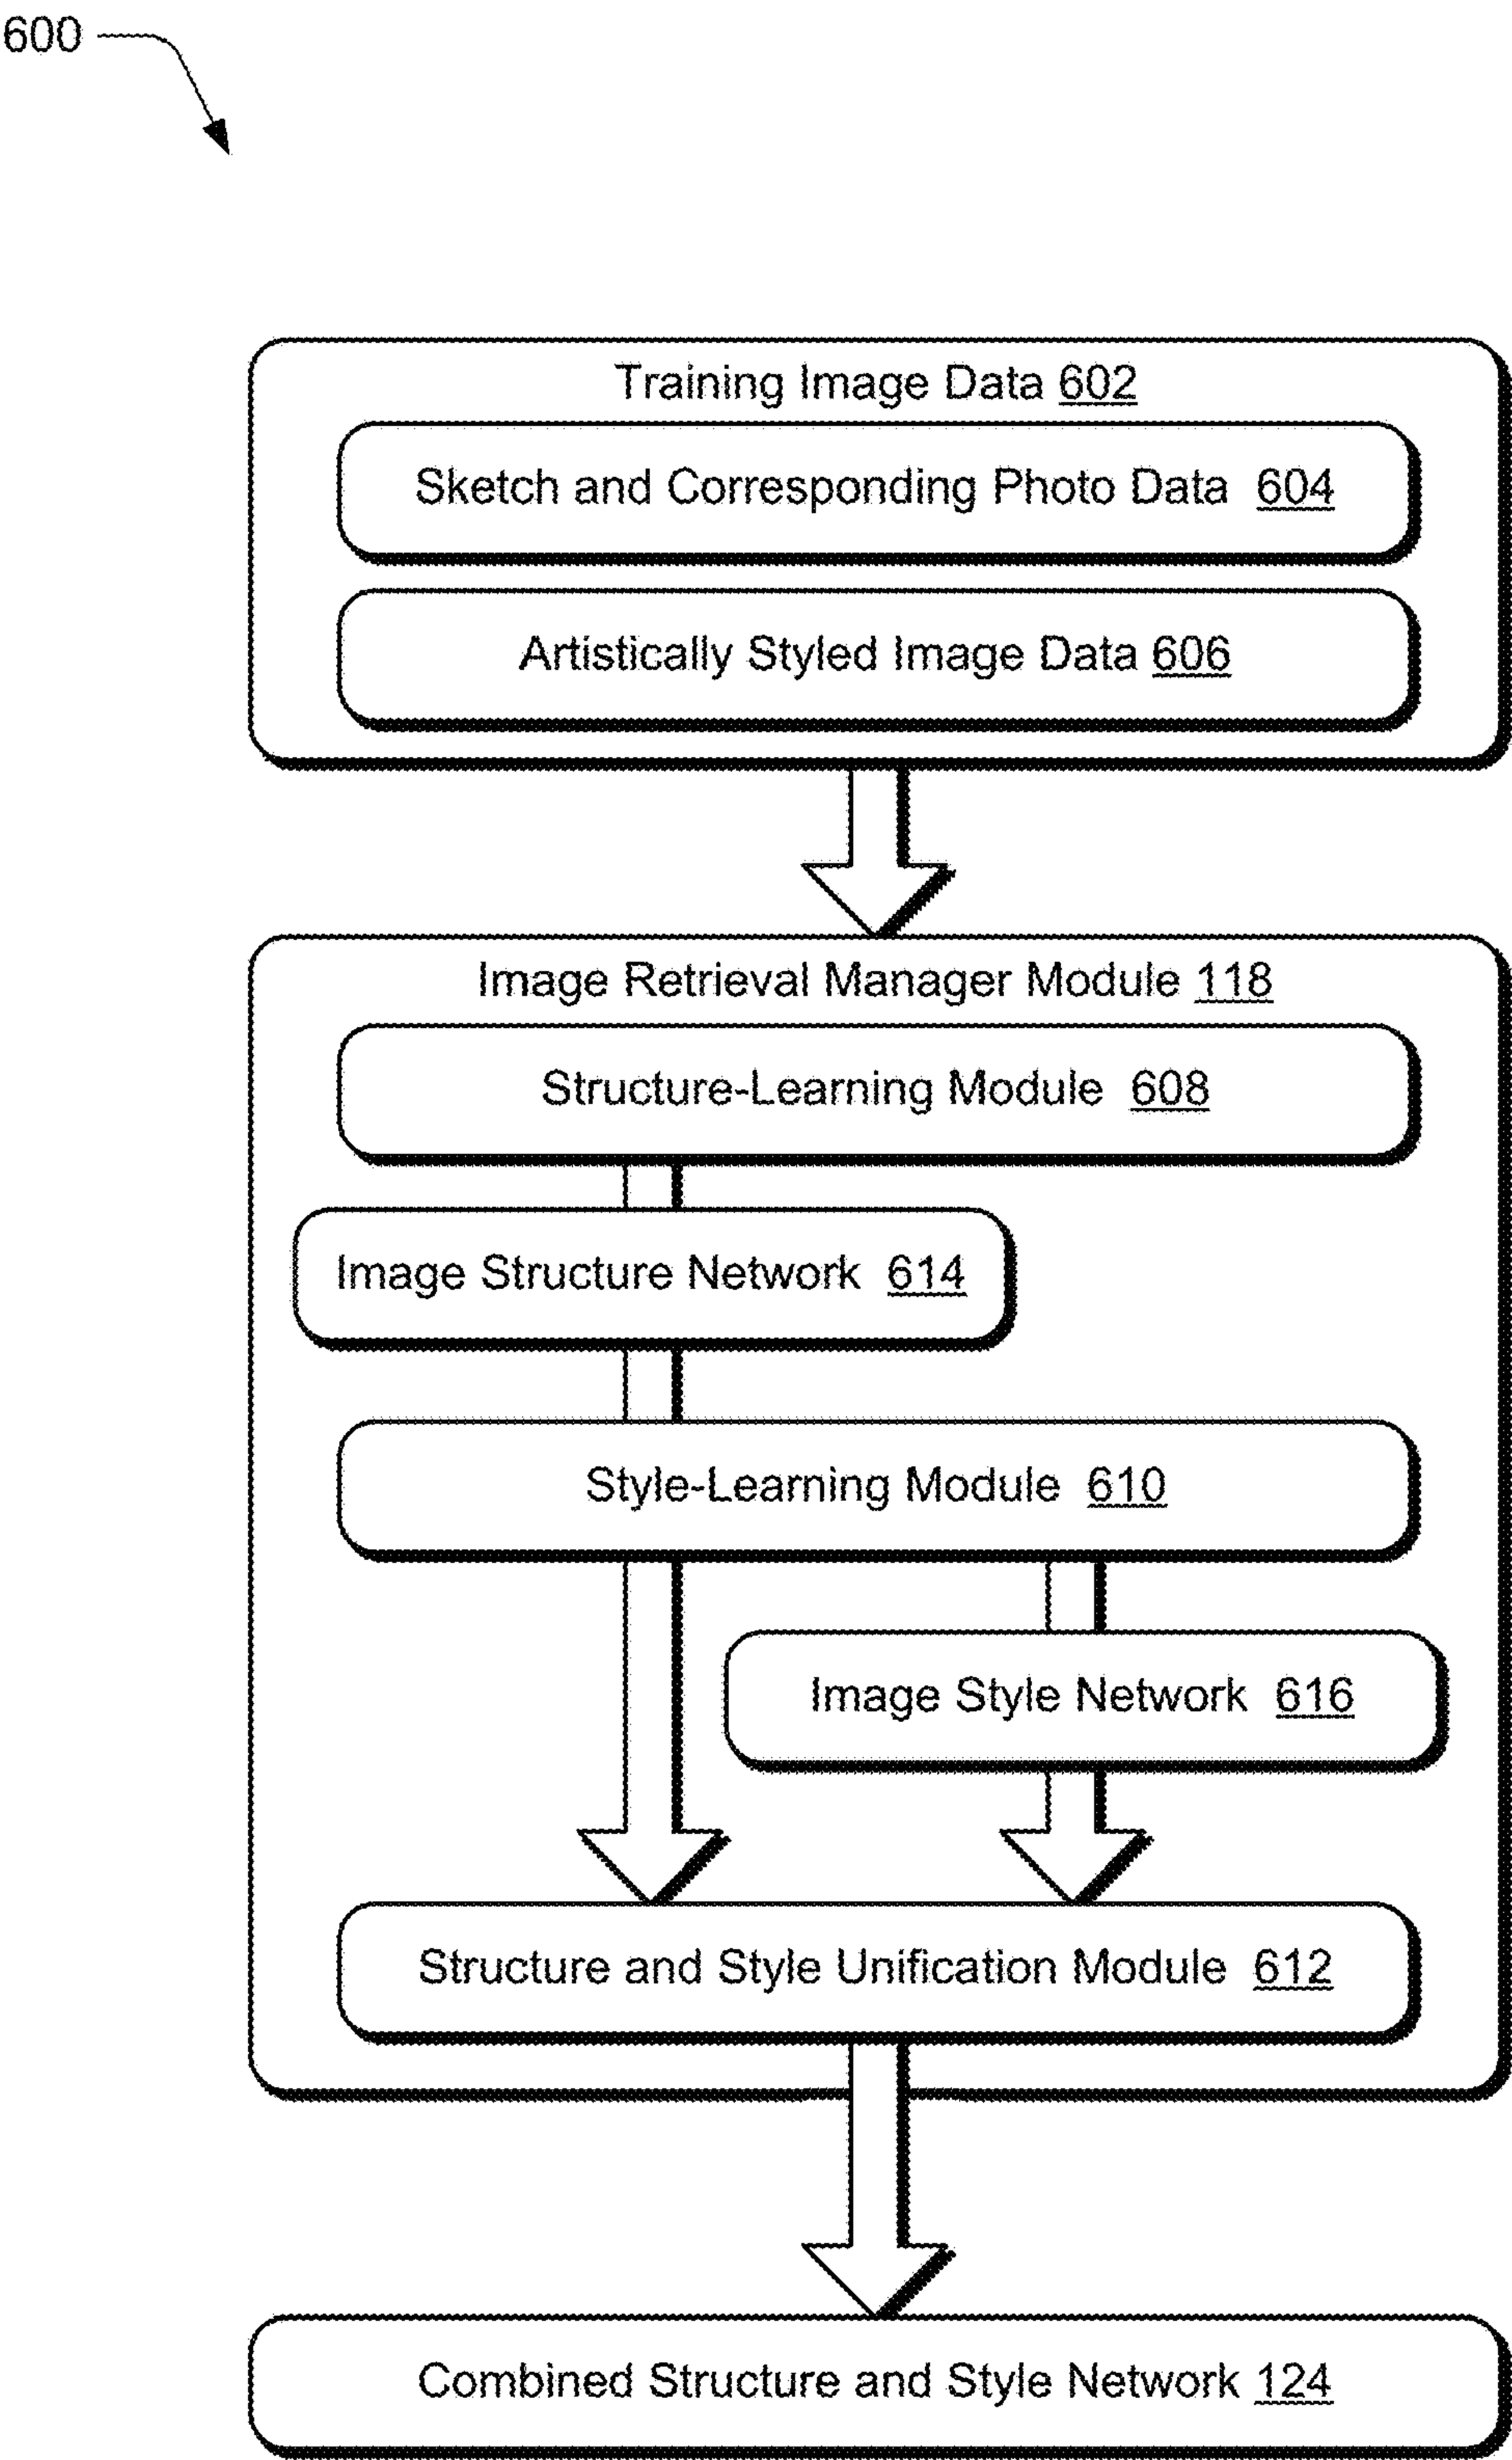 600
Training Image Data 602
Sketch and Corresponding Photo Data 604
Artistically Styled Image Data 606
Image Retrieval Manager Module 118
Structure-Learning Module 608
Image Structure Network 614
Style-Learning Module 610
Image Style Network 616
Structure and Style Unification Module 612
Combined Structure and Style Network 124